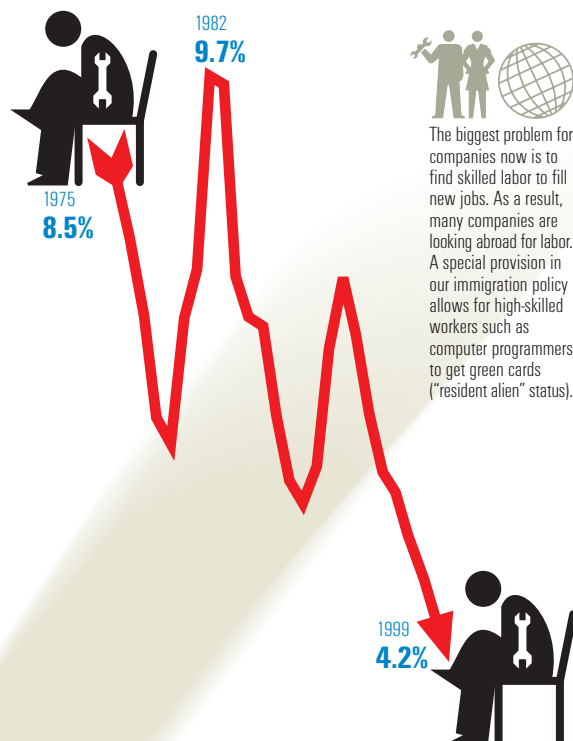 1982
9.7%
1975
8.5%
The biggest problem for
companies now is to
find skilled labor to fill
new jobs. As a result,
many companies are
looking abroad for labor.
A special provision in
our immigration policy
allows for high-skilled
workers such as
computer programmers
to get green cards
(“resident alien” status).
1999
4.2%